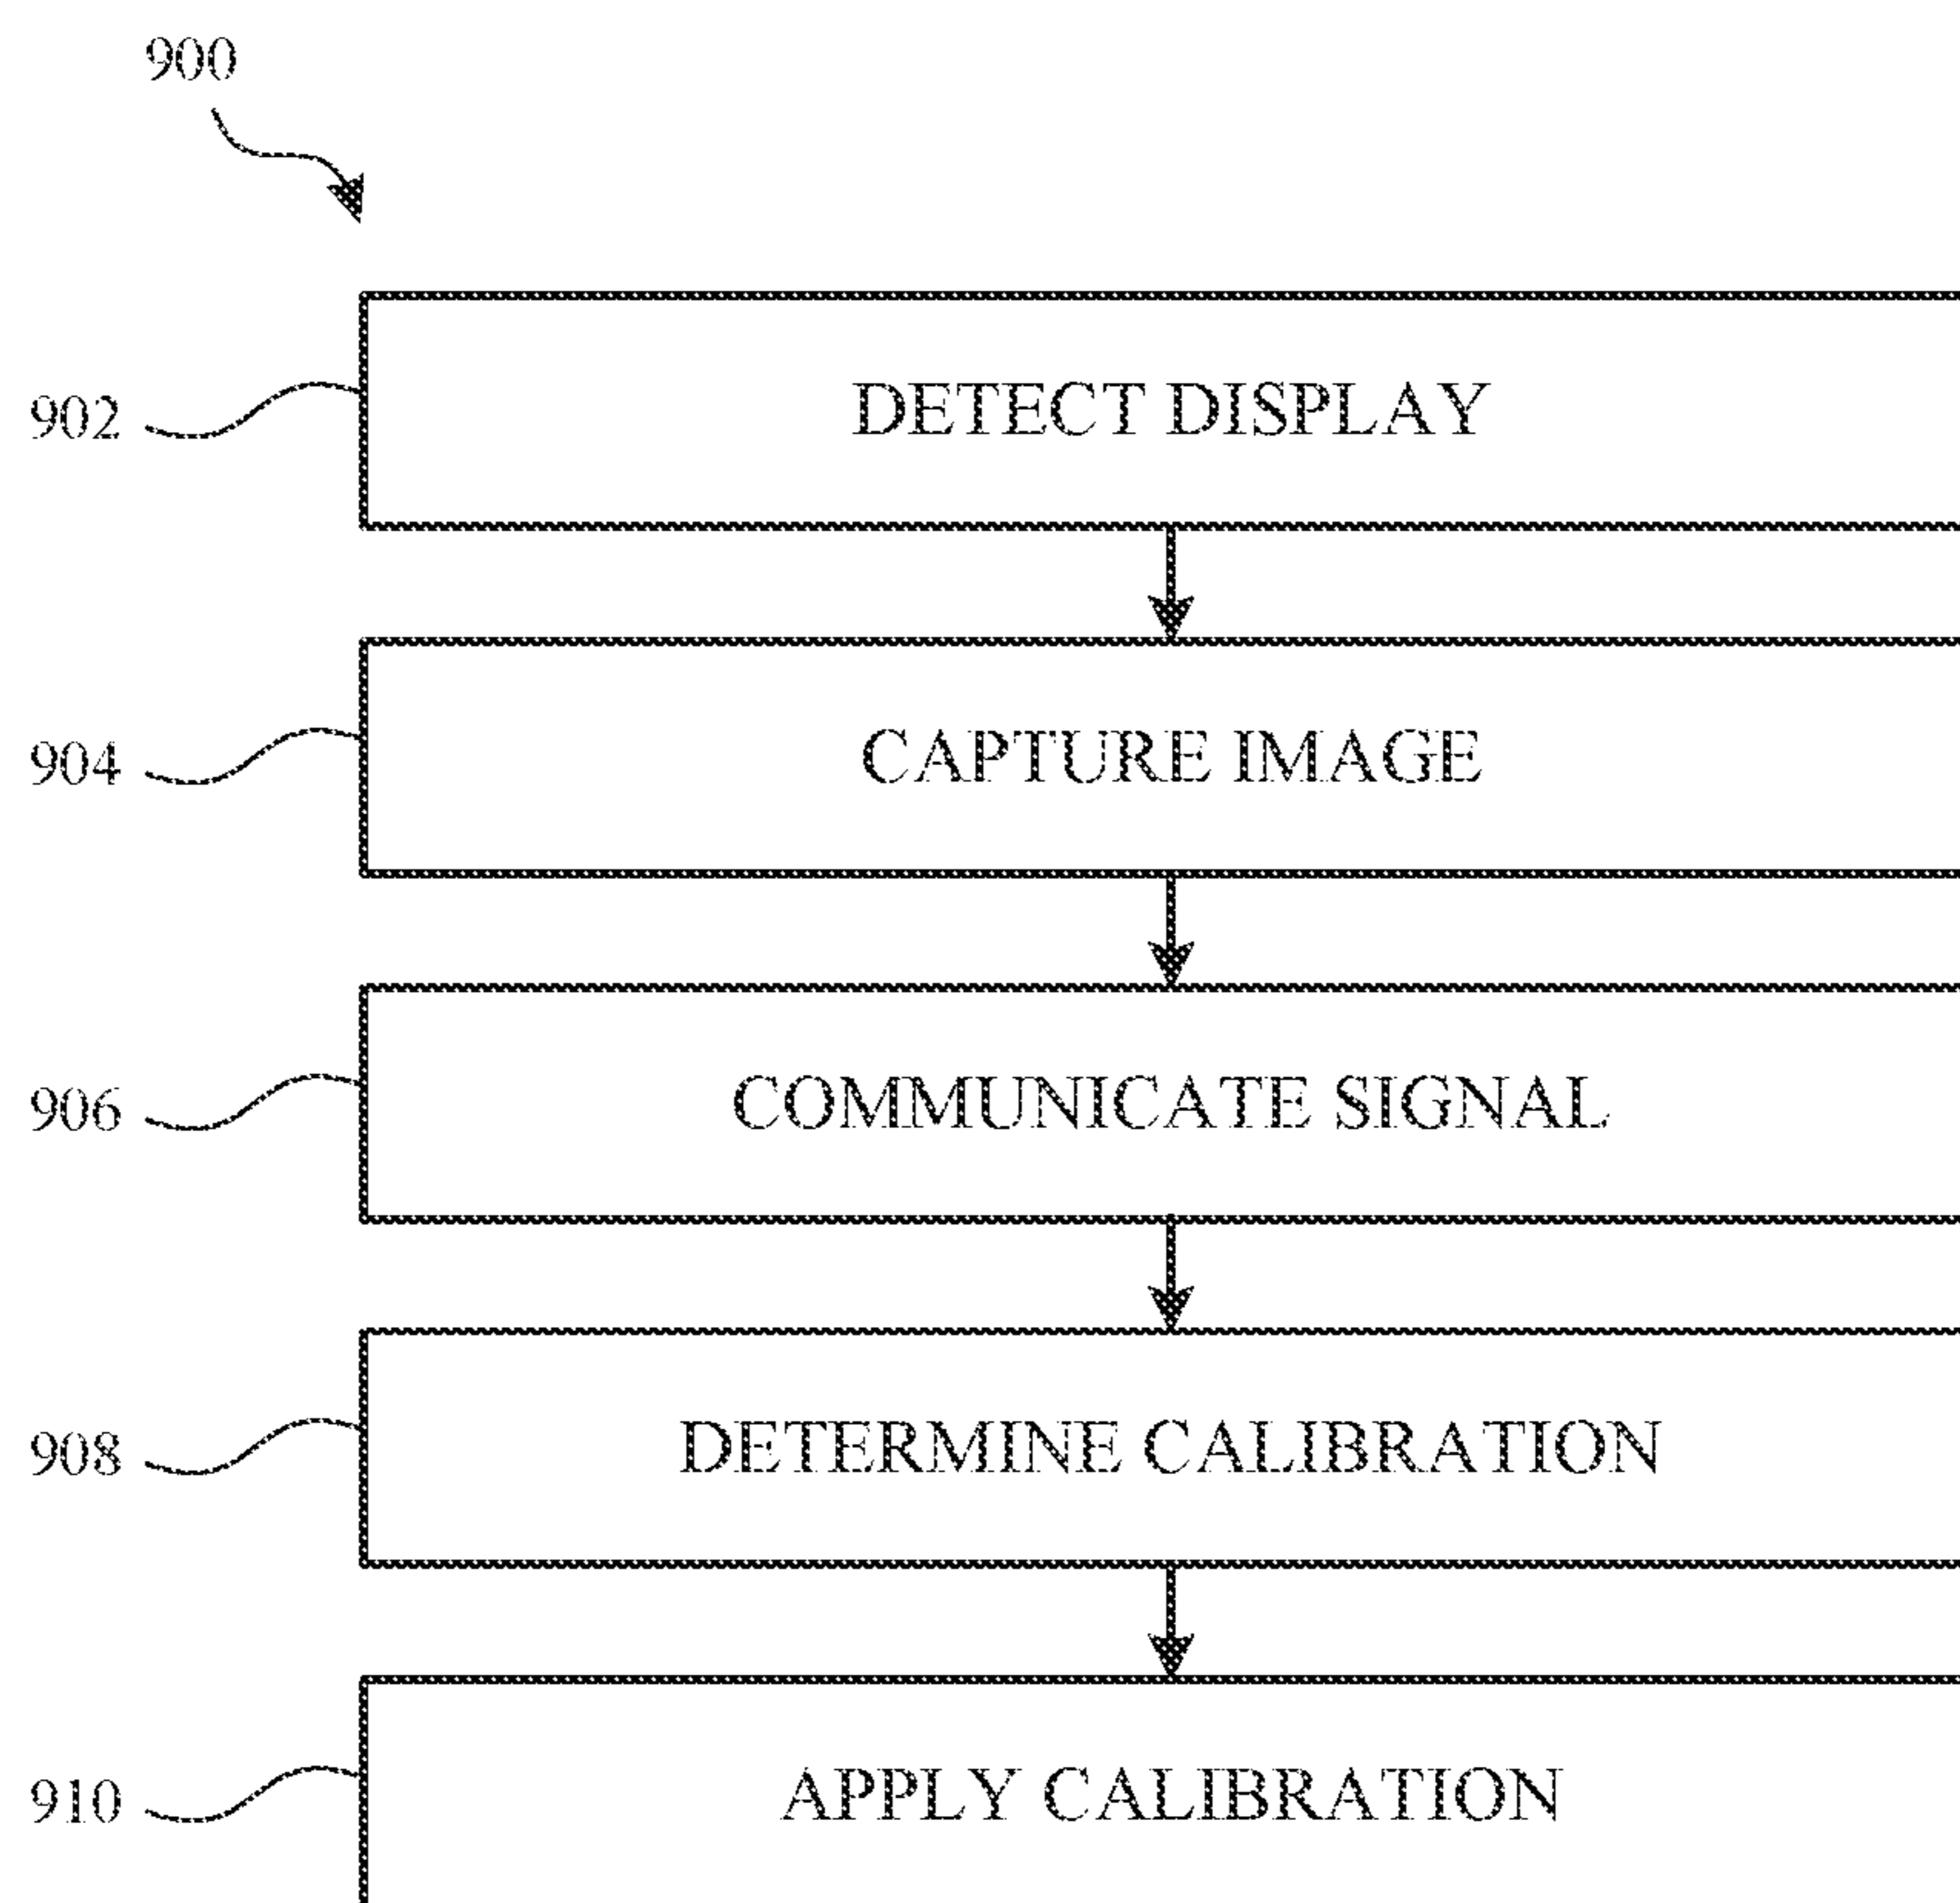 900
902 DETECT DISPLAY
904 CAPTURE IMAGE
906 COMMUNICATE SIGNAL
908 DETERMINE CALIBRATION
910 APPLY CALIBRATION